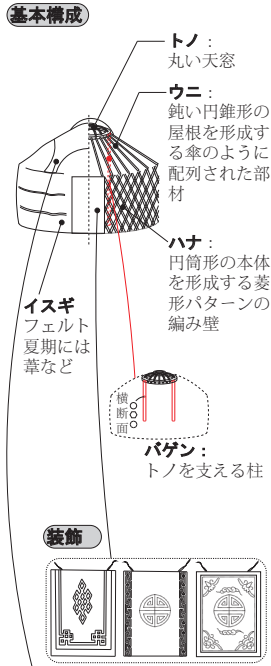 基本構成
トノ：
丸い天窓
ウニ：
鈍い円錐形の
屋根を形成す
る傘のように
配列された部
材
ハナ：
円筒形の本体
を形成する菱
形パターンの
編み壁
イスギ
フェルト
夏期には
葦など
横断面
バゲン：
トノを支える柱
装飾